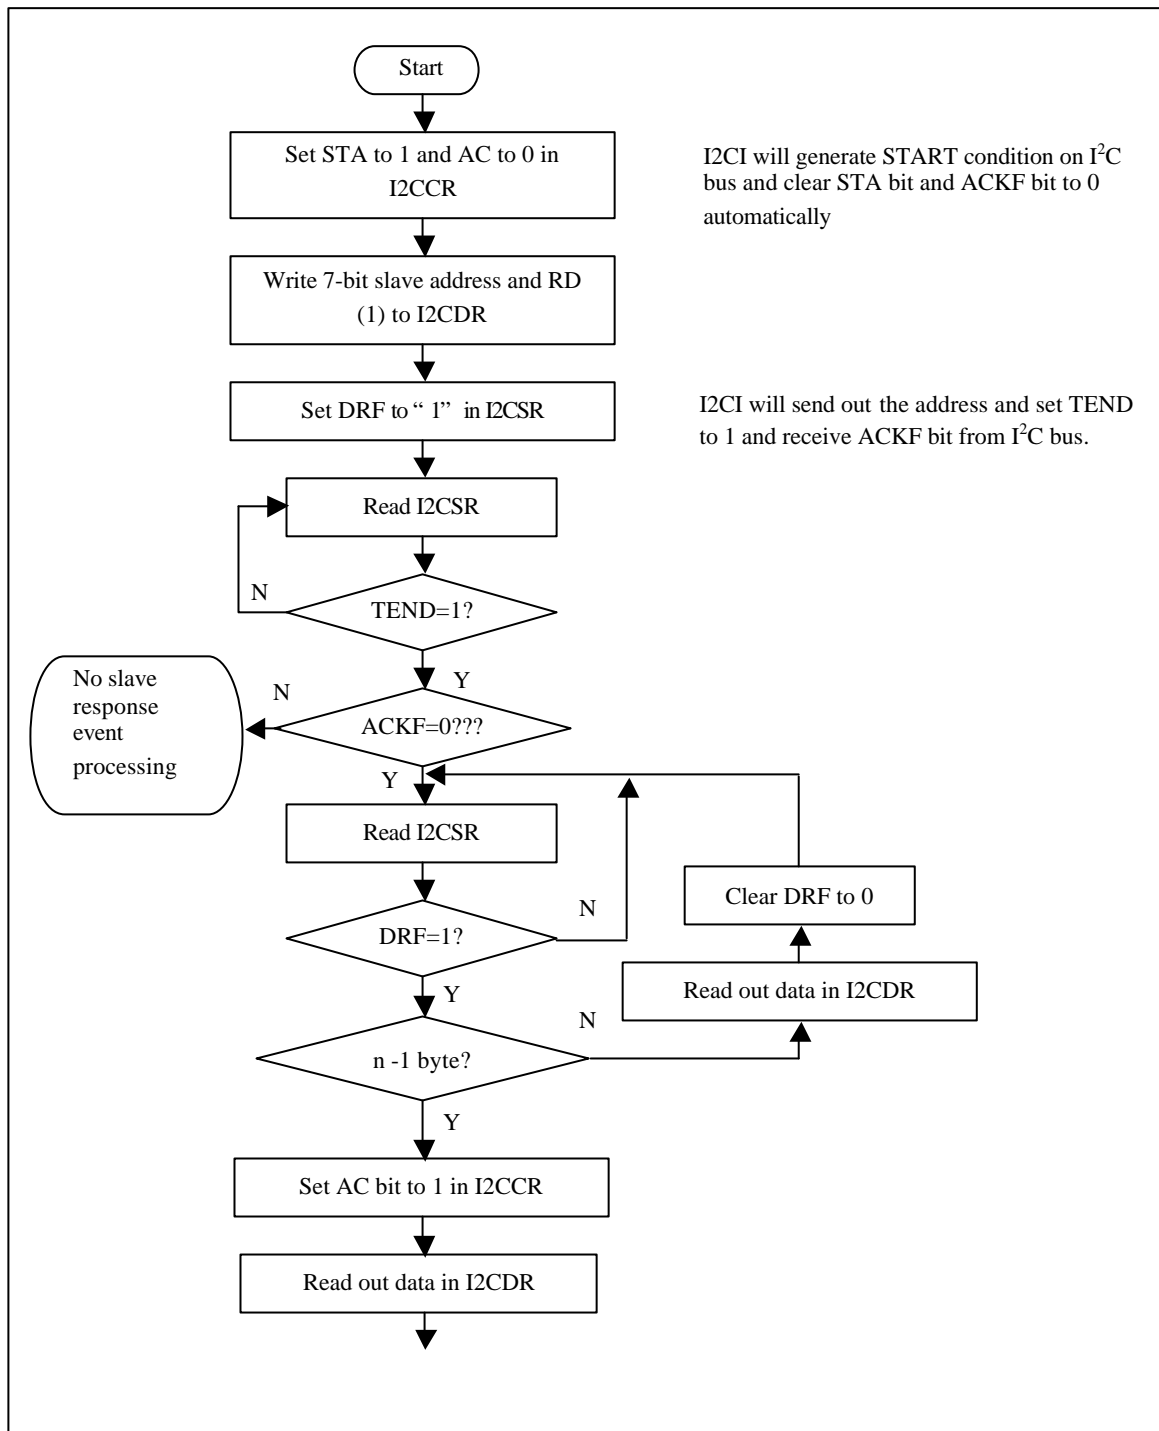 Start
Set STA to 1 and AC to 0 in
I2CCR
I2CI will generate START condition on I²C
bus and clear STA bit and ACKF bit to 0
automatically
Write 7-bit slave address and RD
(1) to I2CDR
Set DRF to “ 1” in I2CSR
I2CI will send out the address and set TEND
to 1 and receive ACKF bit from I²C bus.
Read I2CSR
N
TEND=1?
Y
No slave
response
event
processing
N
ACKF=0???
Y
Read I2CSR
Clear DRF to 0
N
DRF=1?
Read out data in I2CDR
Y
N
n -1 byte?
Y
Set AC bit to 1 in I2CCR
Read out data in I2CDR